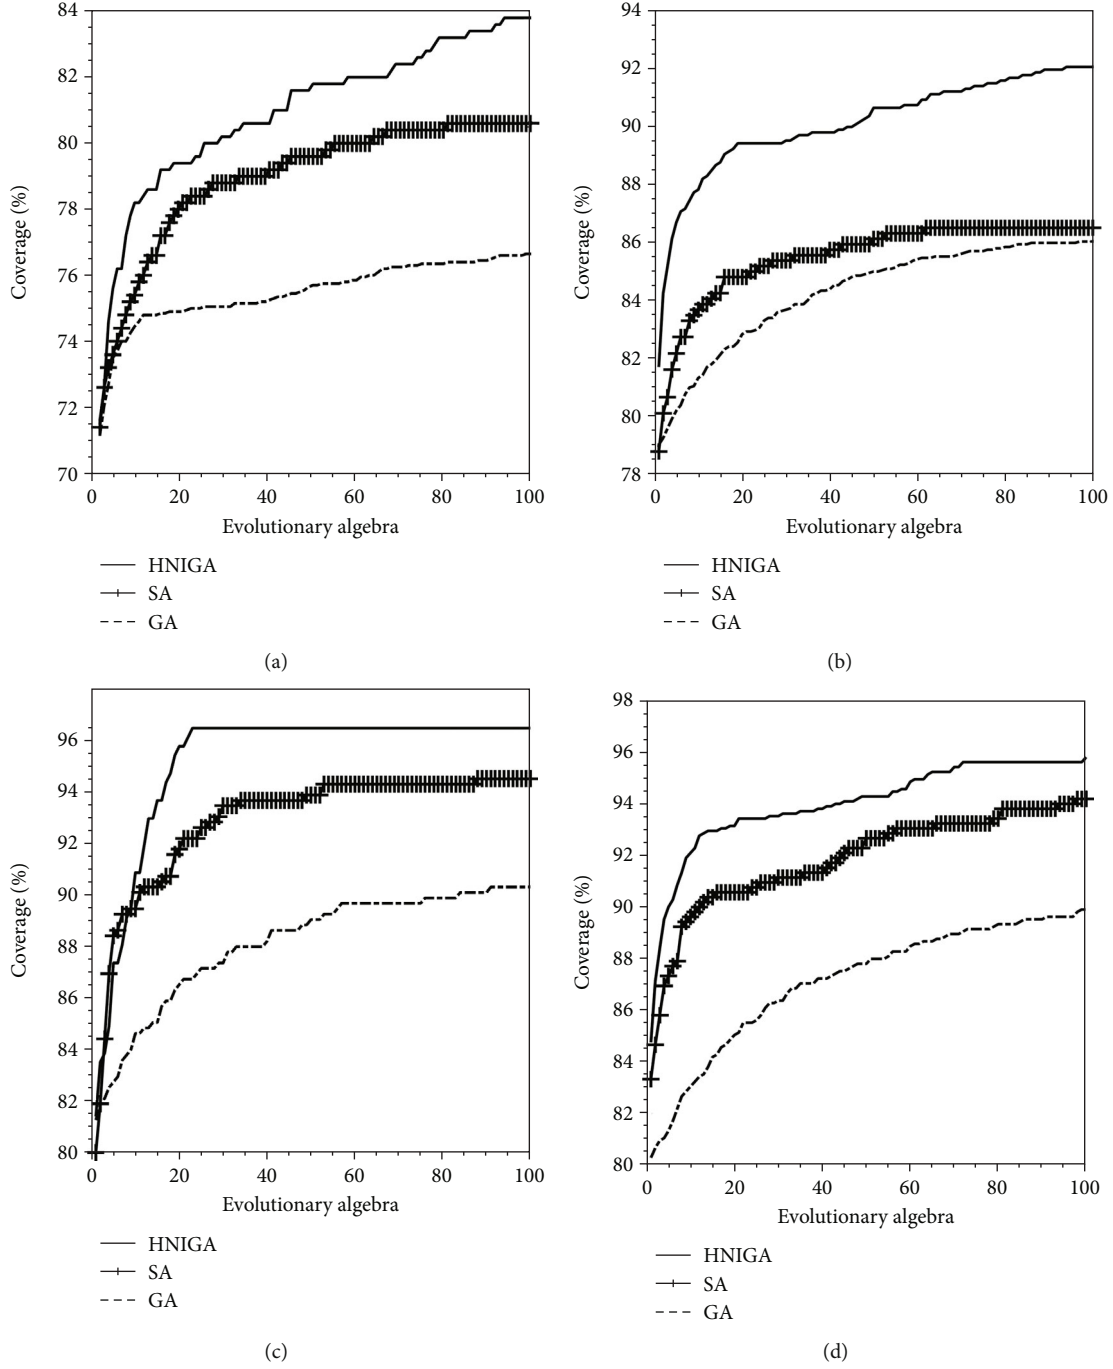 84
82
80
78
76
74
72
70
Coverage (%)
0 20 40 60 80 100
Evolutionary algebra
HNIGA
SA
GA
(a)
94
92
90
88
86
84
82
80
78
Coverage (%)
0 20 40 60 80 100
Evolutionary algebra
HNIGA
SA
GA
(b)
96
94
92
90
88
86
84
82
80
Coverage (%)
0 20 40 60 80 100
Evolutionary algebra
HNIGA
SA
GA
(c)
98
96
94
92
90
88
86
84
82
80
Coverage (%)
0 20 40 60 80 100
Evolutionary algebra
HNIGA
SA
GA
(d)